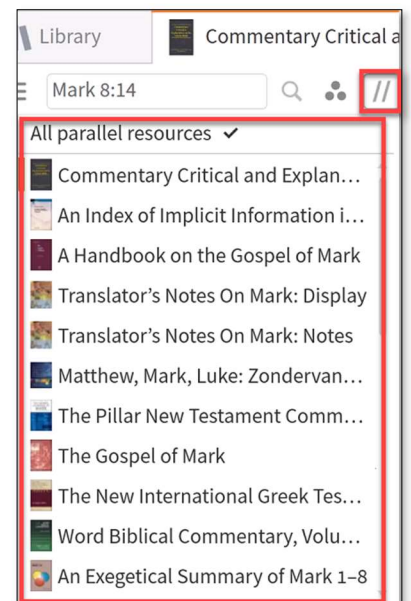 Library
Commentary Critical a
Mark 8:14
//
All parallel resources ✓
Commentary Critical and Explan...
An Index of Implicit Information i...
A Handbook on the Gospel of Mark
Translator's Notes On Mark: Display
Translator's Notes On Mark: Notes
Matthew, Mark, Luke: Zondervan...
The Pillar New Testament Comm...
The Gospel of Mark
The New International Greek Tes...
Word Biblical Commentary, Volu...
An Exegetical Summary of Mark 1–8